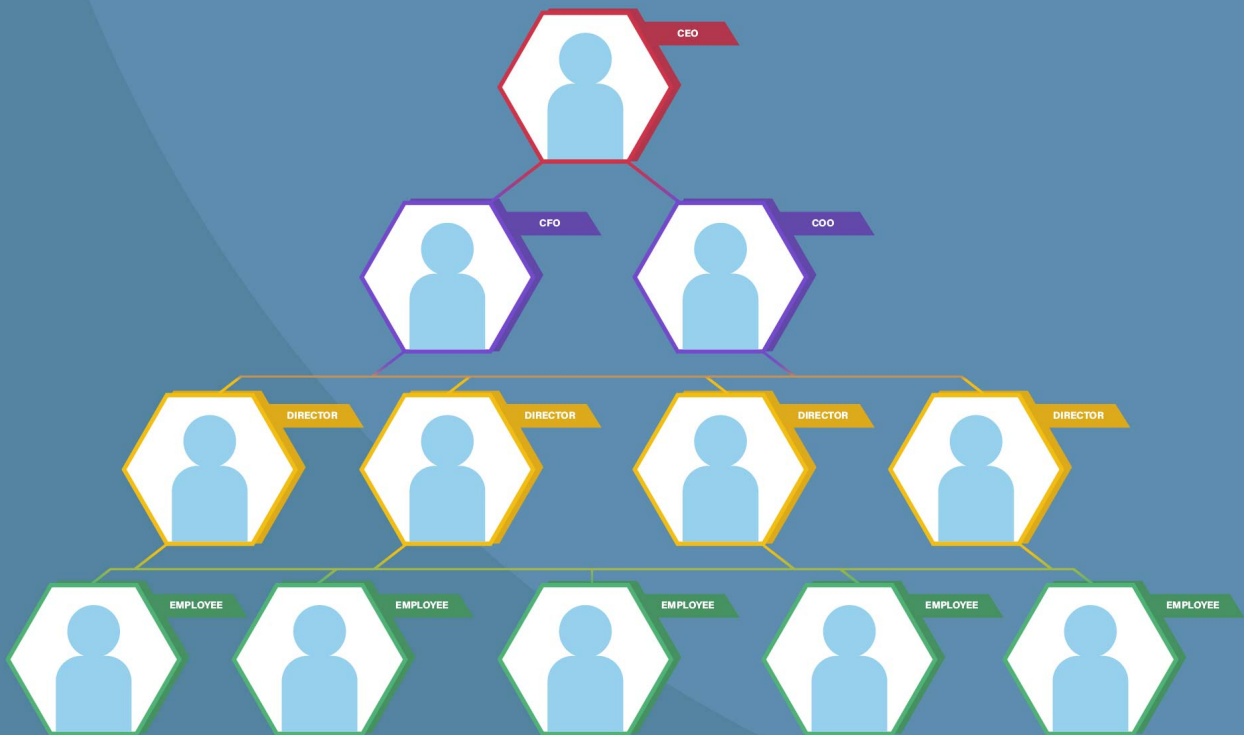 CEO
CFO
COO
DIRECTOR
DIRECTOR
DIRECTOR
DIRECTOR
EMPLOYEE
EMPLOYEE
EMPLOYEE
EMPLOYEE
EMPLOYEE